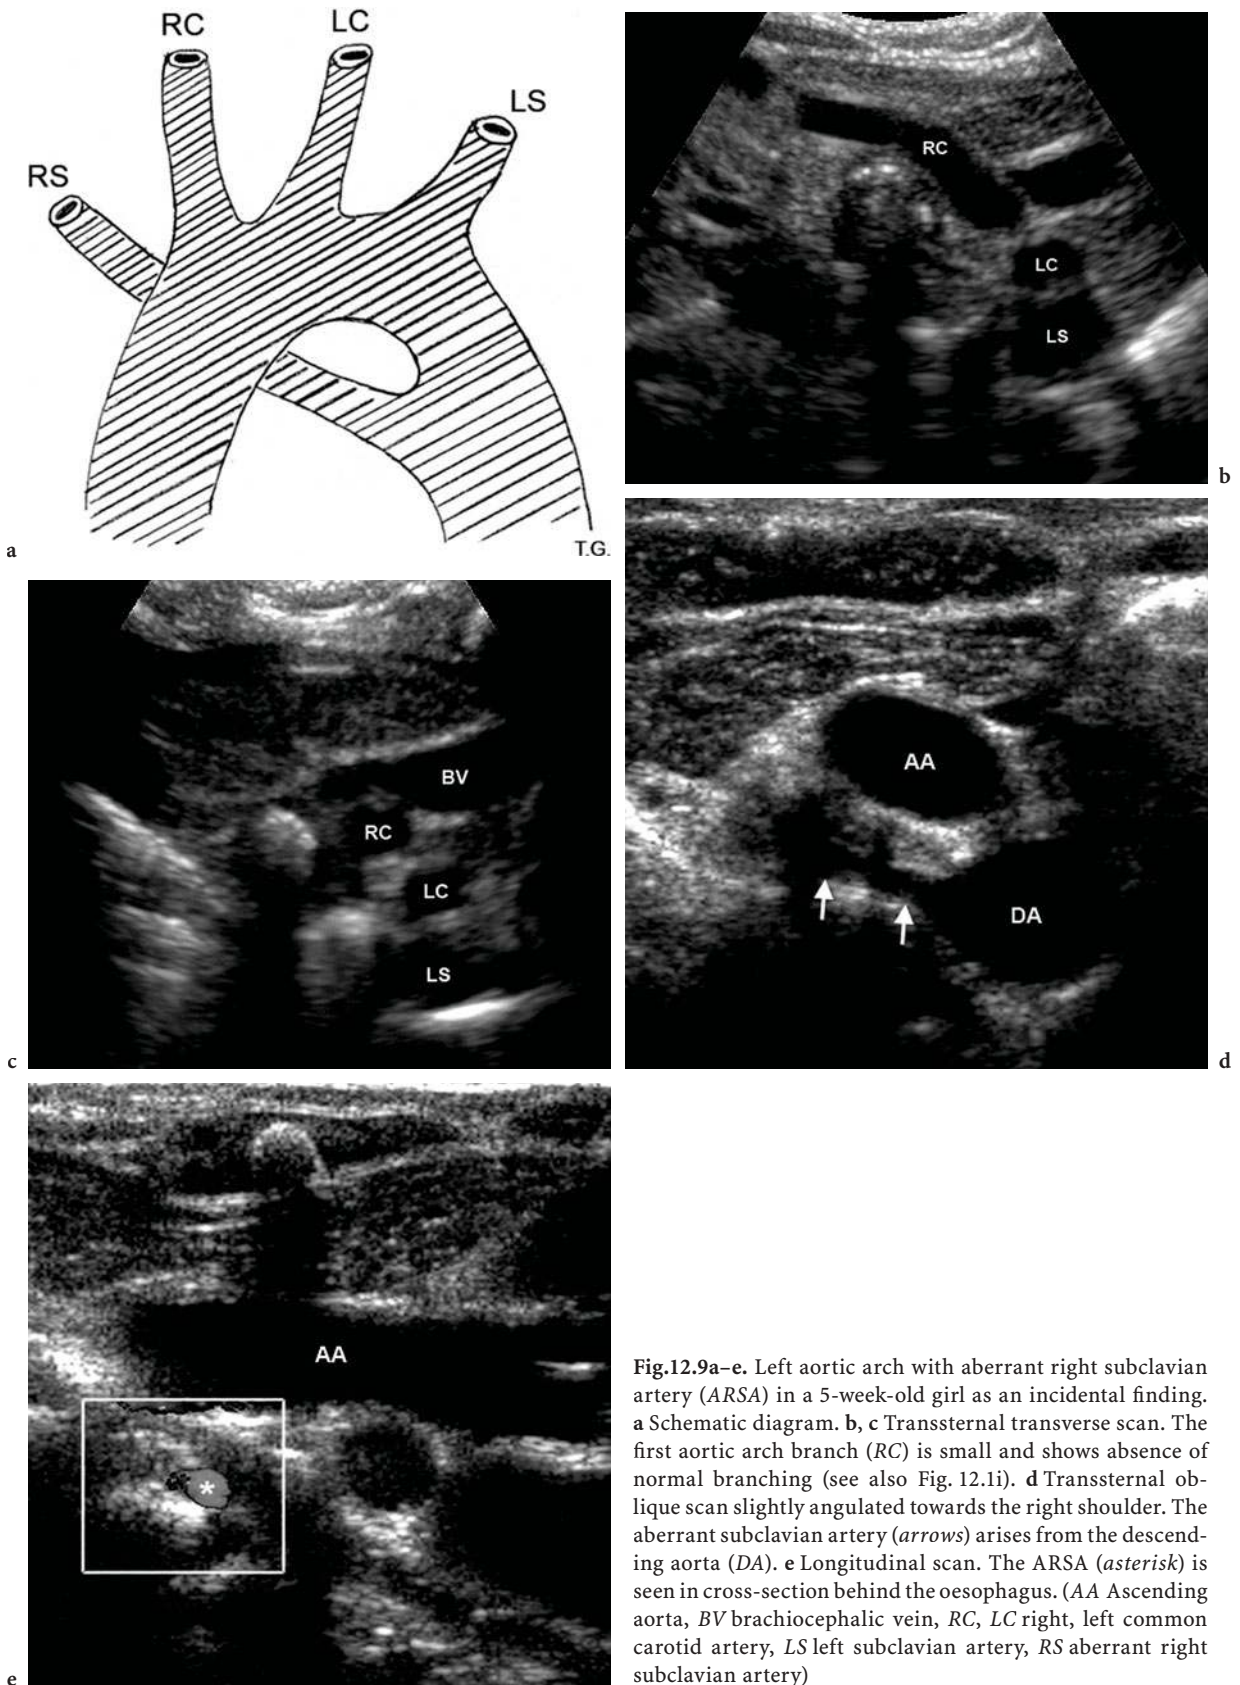 RC
LC
LS
RS
T.G.
a
RC
LC
LS
b
BV
RC
LC
LS
c
AA
DA
d
AA
*
e
Fig.12.9a–e. Left aortic arch with aberrant right subclavian
artery (ARSA) in a 5-week-old girl as an incidental finding.
a Schematic diagram. b, c Transsternal transverse scan. The
first aortic arch branch (RC) is small and shows absence of
normal branching (see also Fig. 12.1i). d Transsternal ob-
lique scan slightly angulated towards the right shoulder. The
aberrant subclavian artery (arrows) arises from the descend-
ing aorta (DA). e Longitudinal scan. The ARSA (asterisk) is
seen in cross-section behind the oesophagus. (AA Ascending
aorta, BV brachiocephalic vein, RC, LC right, left common
carotid artery, LS left subclavian artery, RS aberrant right
subclavian artery)